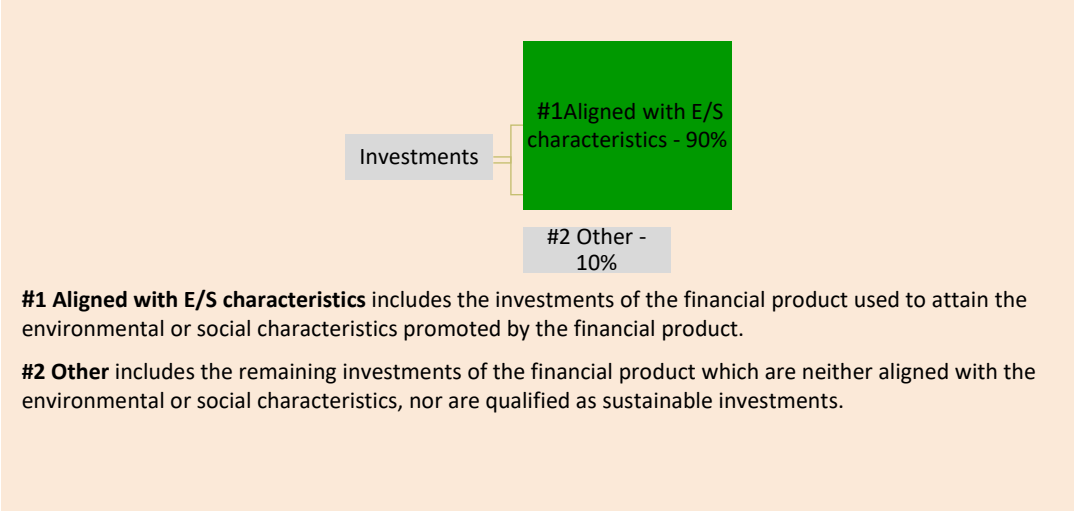 #1Aligned with E/S
characteristics - 90%
Investments
#2 Other -
10%
#1 Aligned with E/S characteristics includes the investments of the financial product used to attain the
environmental or social characteristics promoted by the financial product.
#2 Other includes the remaining investments of the financial product which are neither aligned with the
environmental or social characteristics, nor are qualified as sustainable investments.